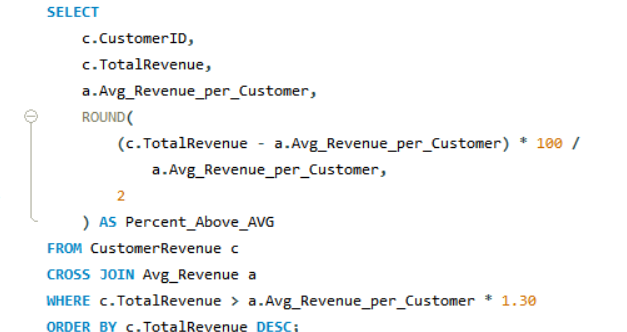 SELECT
c.CustomerID,
c.TotalRevenue,
a.Avg_Revenue_per_Customer,
ROUND(
(c.TotalRevenue - a.Avg_Revenue_per_Customer) * 100 /
a.Avg_Revenue_per_Customer,
2
) AS Percent_Above_AVG
FROM CustomerRevenue c
CROSS JOIN Avg_Revenue a
WHERE c.TotalRevenue > a.Avg_Revenue_per_Customer * 1.30
ORDER BY c.TotalRevenue DESC;